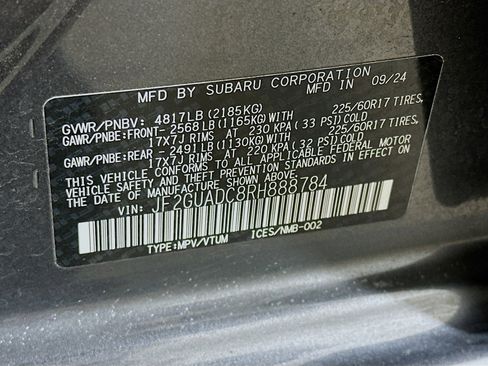 MFD BY SUBARU CORPORATION
MFD IN 09/24
GVWR/PNBV: 4817LB(2185KG)
GAWR/PNBE:FRONT-2568LB(1165KG)WITH 225/60R17 TIRES,
17X7J RIMS AT 230 KPA(33 PSI)COLD
GAWR/PNBE:REAR -2491LB(1130KG)WITH 225/60R17 TIRES,
17X7J RIMS AT 220 KPA(32 PSI)COLD
THIS VEHICLE CONFORMS TO ALL APPLICABLE FEDERAL MOTOR
VEHICLE SAFETY AND THEFT PREVENTION STANDARDS IN EFFECT ON
THE DATE OF MANUFACTURE SHOWN ABOVE.
VIN: JF2GUADC8RH888784
TYPE:MPV/VTUM ICES/NMB-002